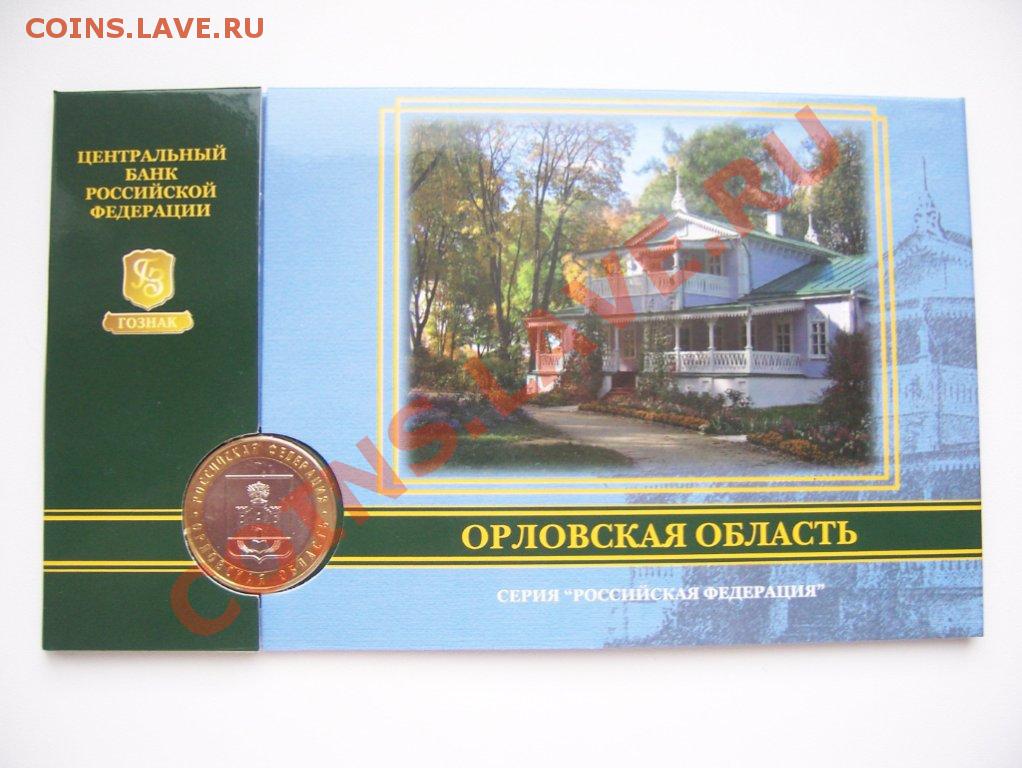 COINS.LAVE.RU
ЦЕНТРАЛЬНЫЙ
БАНК
РОССИЙСКОЙ
ФЕДЕРАЦИИ
ГОЗНАК
РОССИЙСКАЯ ФЕДЕРАЦИЯ
ОРЛОВСКАЯ ОБЛАСТЬ
ОРЛОВСКАЯ ОБЛАСТЬ
СЕРИЯ “РОССИЙСКАЯ ФЕДЕРАЦИЯ”
COINS.LAVE.RU